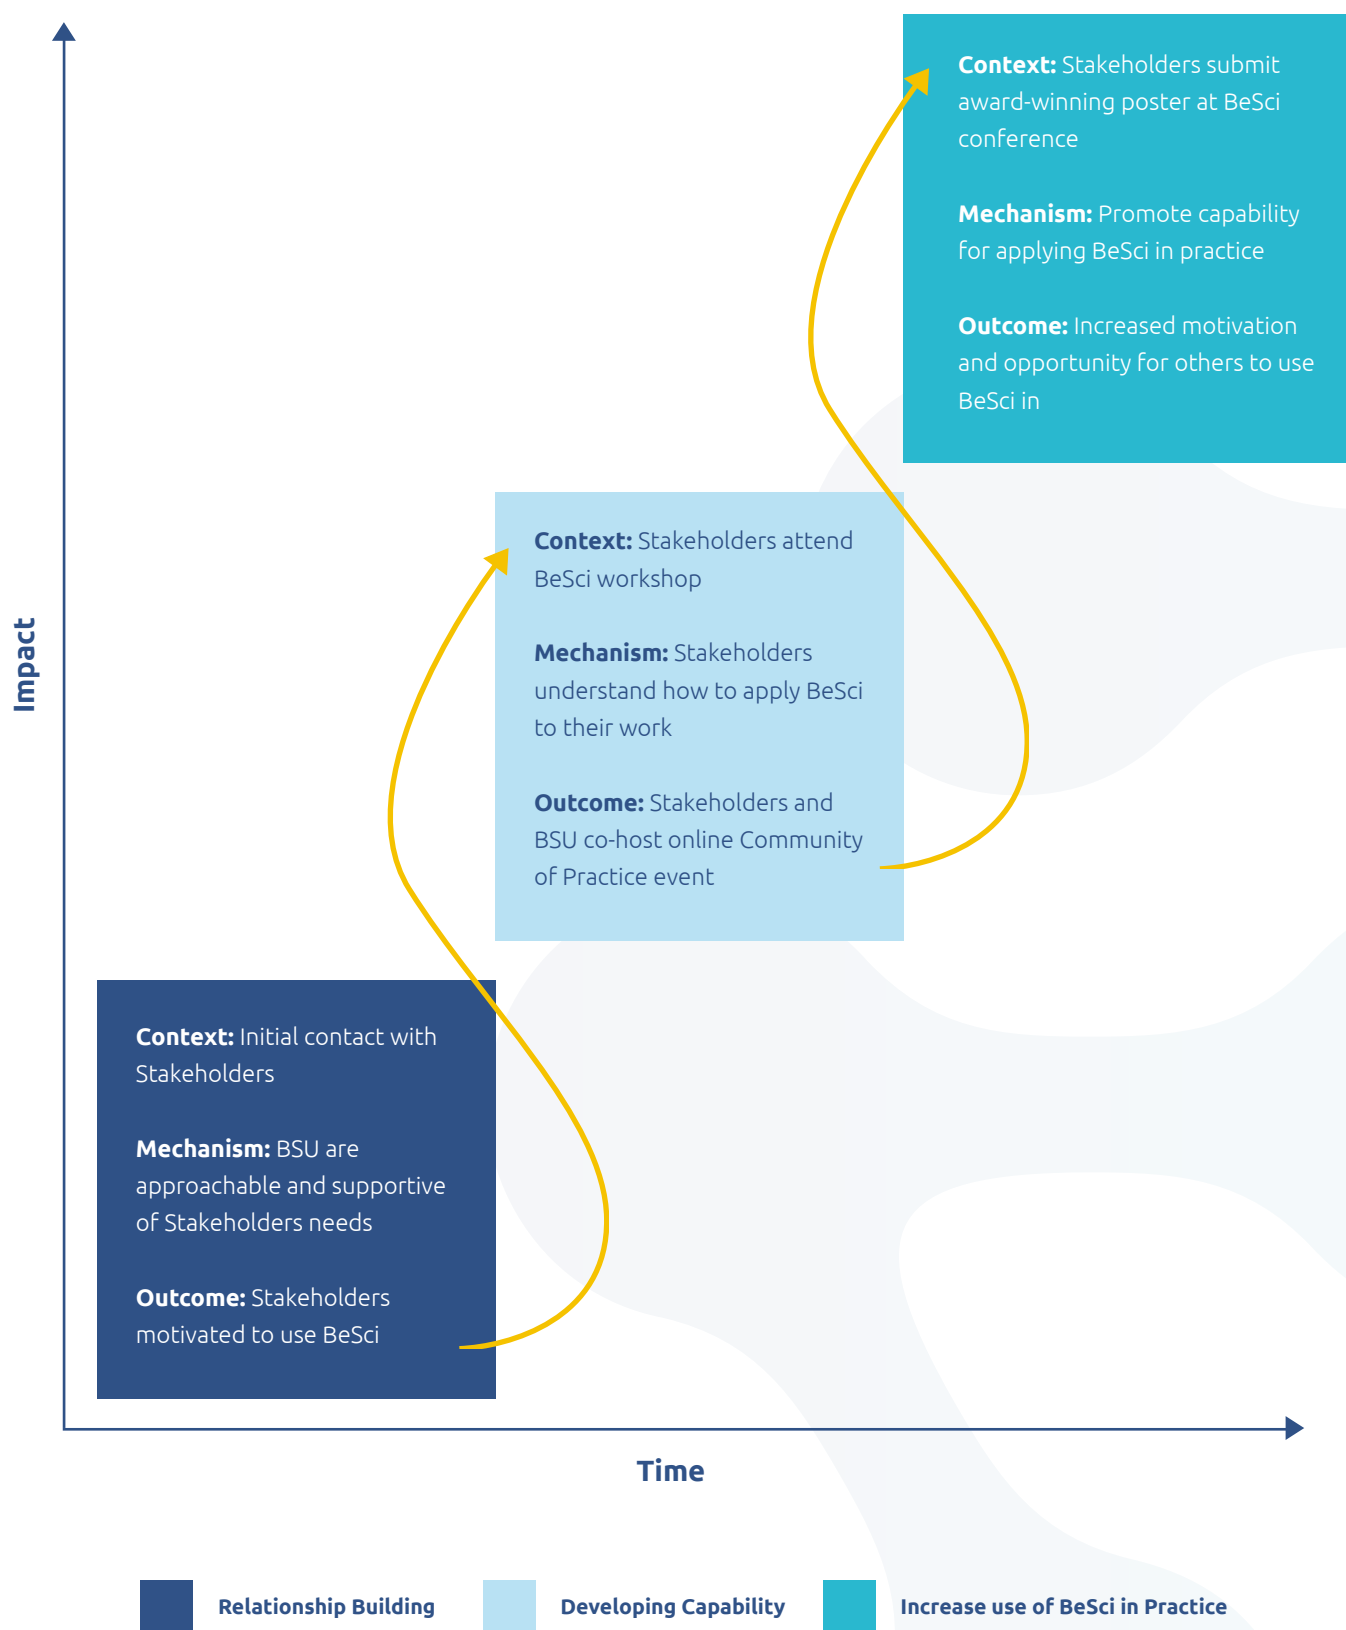 Context: Stakeholders submit
award-winning poster at BeSci
conference
Mechanism: Promote capability
for applying BeSci in practice
Outcome: Increased motivation
and opportunity for others to use
BeSci in
Context: Stakeholders attend
BeSci workshop
Mechanism: Stakeholders
understand how to apply BeSci
to their work
Outcome: Stakeholders and
BSU co-host online Community
of Practice event
Impact
Context: Initial contact with
Stakeholders
Mechanism: BSU are
approachable and supportive
of Stakeholders needs
Outcome: Stakeholders
motivated to use BeSci
Time
Relationship Building
Developing Capability
Increase use of BeSci in Practice